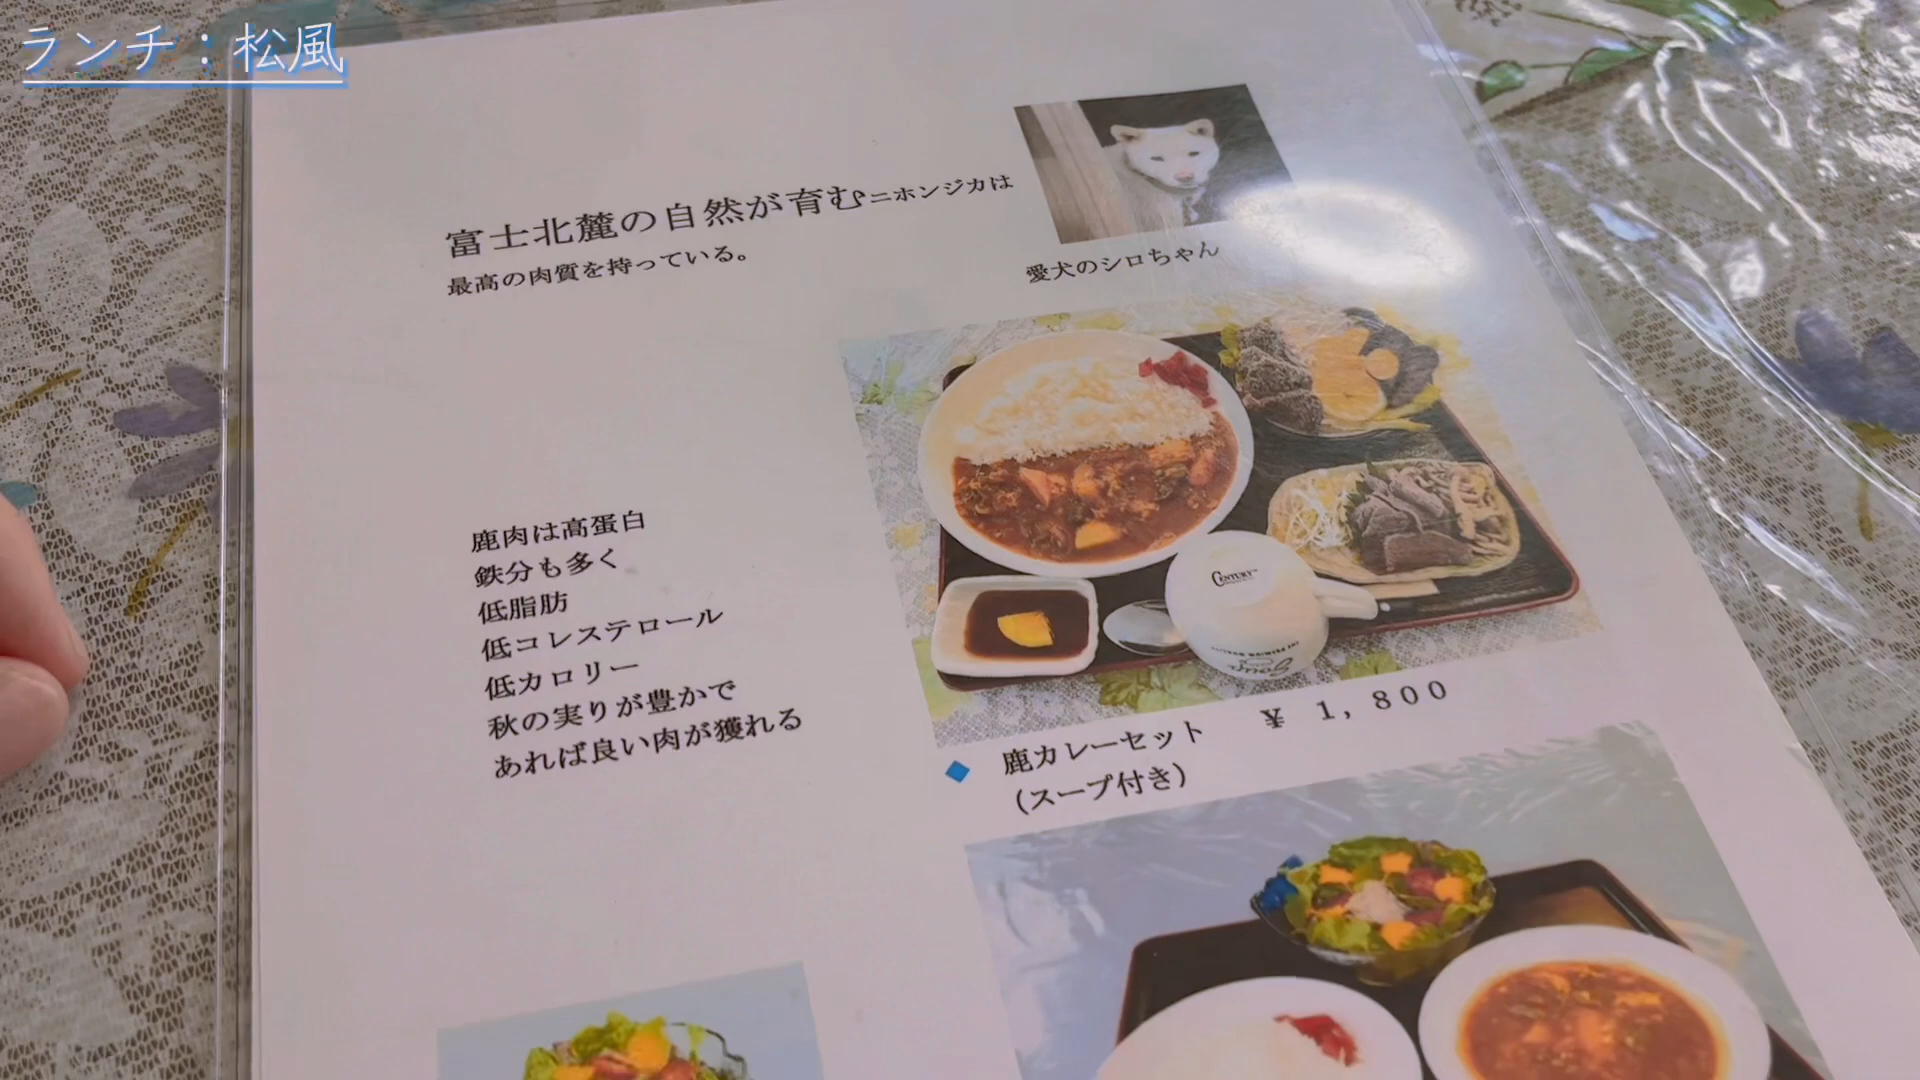 ランチ：松風
富士北麓の自然が育むニホンジカは
最高の肉質を持っている。
愛犬のシロちゃん
鹿肉は高蛋白
鉄分も多く
低脂肪
低コレステロール
低カロリー
秋の実りが豊かで
あれば良い肉が獲れる
CENTURY
Soup
鹿カレーセット ￥１,８００
（スープ付き）